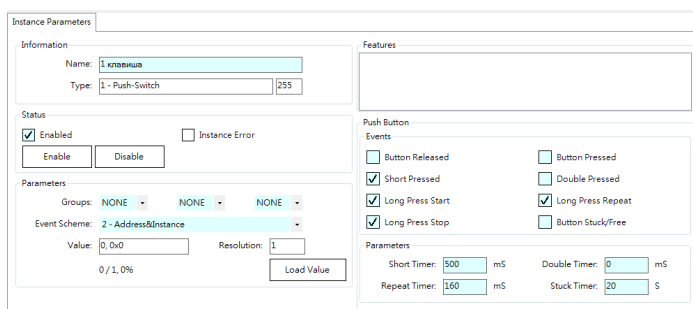 Instance Parameters
Information
Name: 1 клавиша
Type: 1 - Push-Switch 255
Status
Enabled Instance Error
Enable Disable
Parameters
Groups: NONE NONE NONE
Event Scheme: 2 - Address&Instance
Value: 0, 0x0 Resolution: 1
0 / 1, 0% Load Value
Features
Push Button
Events
Button Released Button Pressed
Short Pressed Double Pressed
Long Press Start Long Press Repeat
Long Press Stop Button Stuck/Free
Parameters
Short Timer: 500 mS Double Timer: 0 mS
Repeat Timer: 160 mS Stuck Timer: 20 S